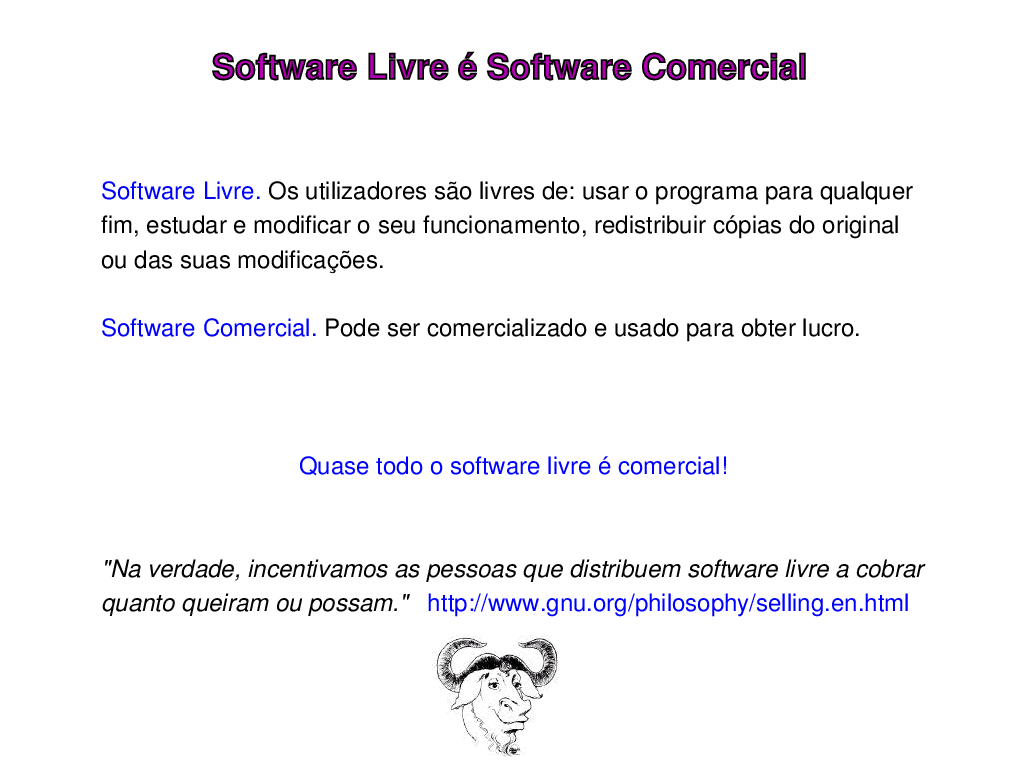 Software Livre é Software Comercial
Software Livre. Os utilizadores são livres de: usar o programa para qualquer
fim, estudar e modificar o seu funcionamento, redistribuir cópias do original
ou das suas modificações.
Software Comercial. Pode ser comercializado e usado para obter lucro.
Quase todo o software livre é comercial!
"Na verdade, incentivamos as pessoas que distribuem software livre a cobrar
quanto queiram ou possam." http://www.gnu.org/philosophy/selling.en.html